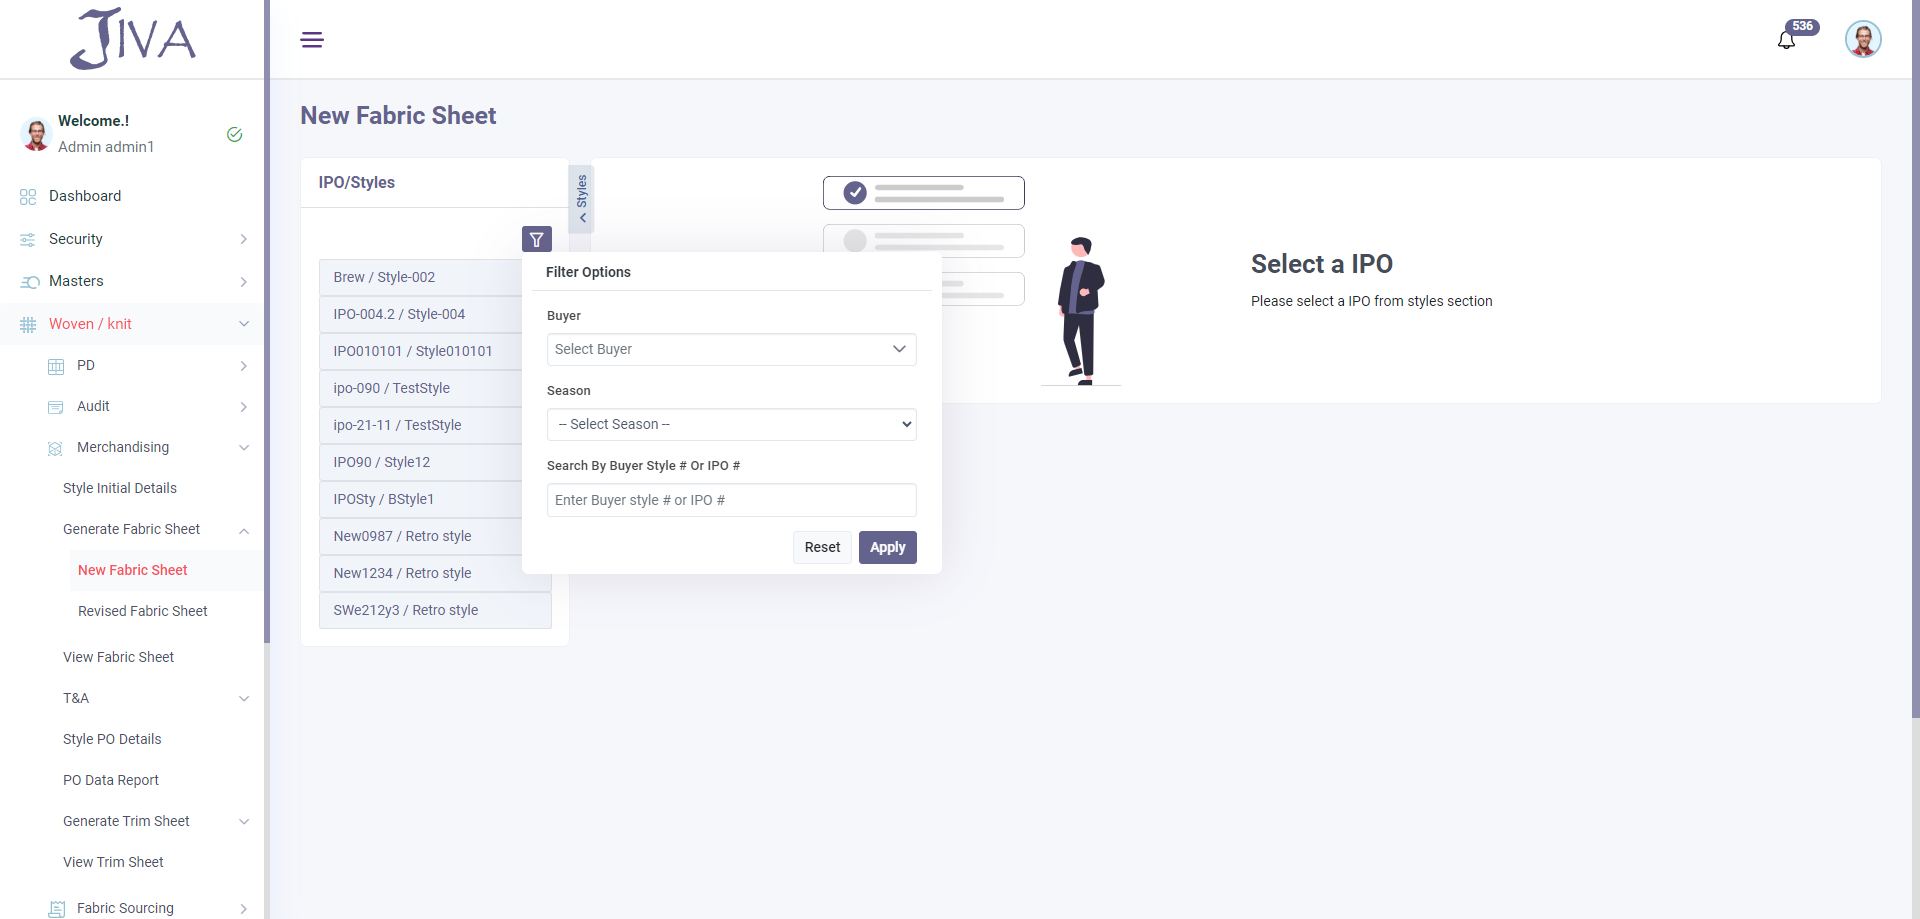 JIVA
536
Welcome.!
Admin admin1
Dashboard
Security
Masters
Woven / knit
PD
Audit
Merchandising
Style Initial Details
Generate Fabric Sheet
New Fabric Sheet
Revised Fabric Sheet
View Fabric Sheet
T&A
Style PO Details
PO Data Report
Generate Trim Sheet
View Trim Sheet
Fabric Sourcing
New Fabric Sheet
IPO/Styles
Styles
Brew / Style-002
IPO-004.2 / Style-004
IPO010101 / Style010101
ipo-090 / TestStyle
ipo-21-11 / TestStyle
IPO90 / Style12
IPOSty / BStyle1
New0987 / Retro style
New1234 / Retro style
SWe212y3 / Retro style
Filter Options
Buyer
Select Buyer
Season
-- Select Season --
Search By Buyer Style # Or IPO #
Enter Buyer style # or IPO #
Reset
Apply
Select a IPO
Please select a IPO from styles section